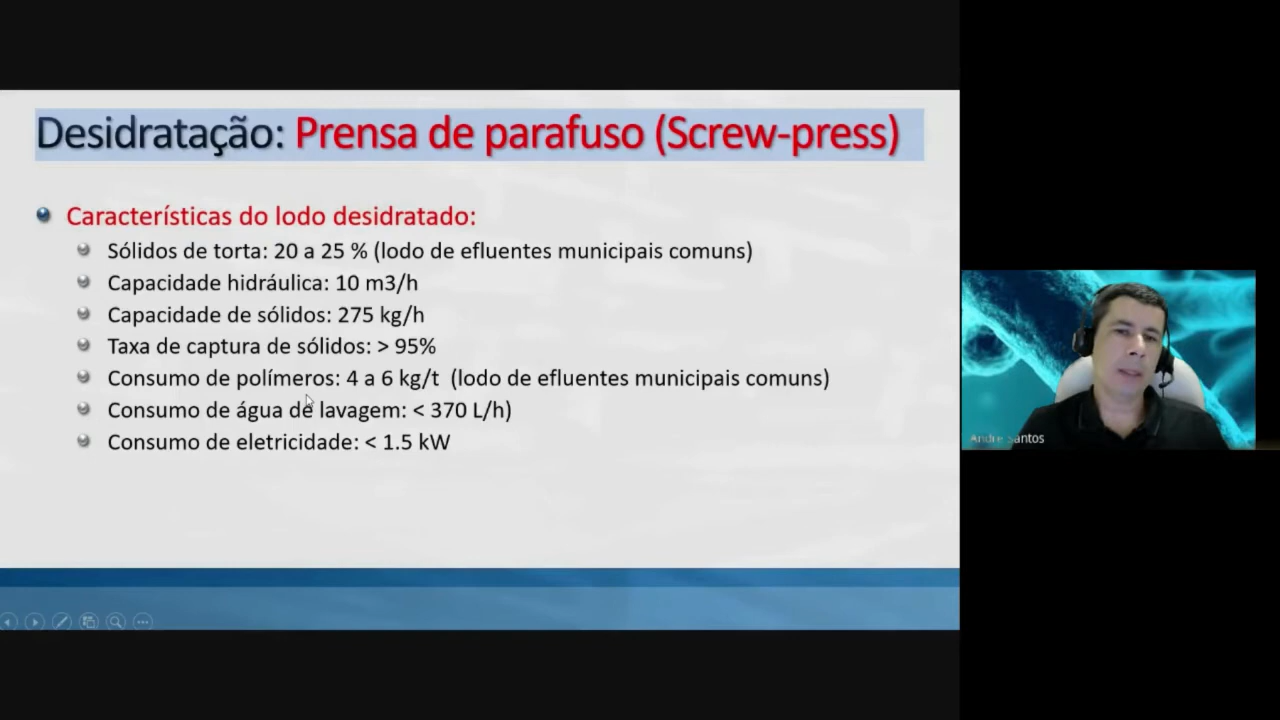 Desidratação: Prensa de parafuso (Screw-press)
Características do lodo desidratado:
Sólidos de torta: 20 a 25 % (lodo de efluentes municipais comuns)
Capacidade hidráulica: 10 m3/h
Capacidade de sólidos: 275 kg/h
Taxa de captura de sólidos: > 95%
Consumo de polímeros: 4 a 6 kg/t (lodo de efluentes municipais comuns)
Consumo de água de lavagem: < 370 L/h)
Consumo de eletricidade: < 1.5 kW
Andre Santos